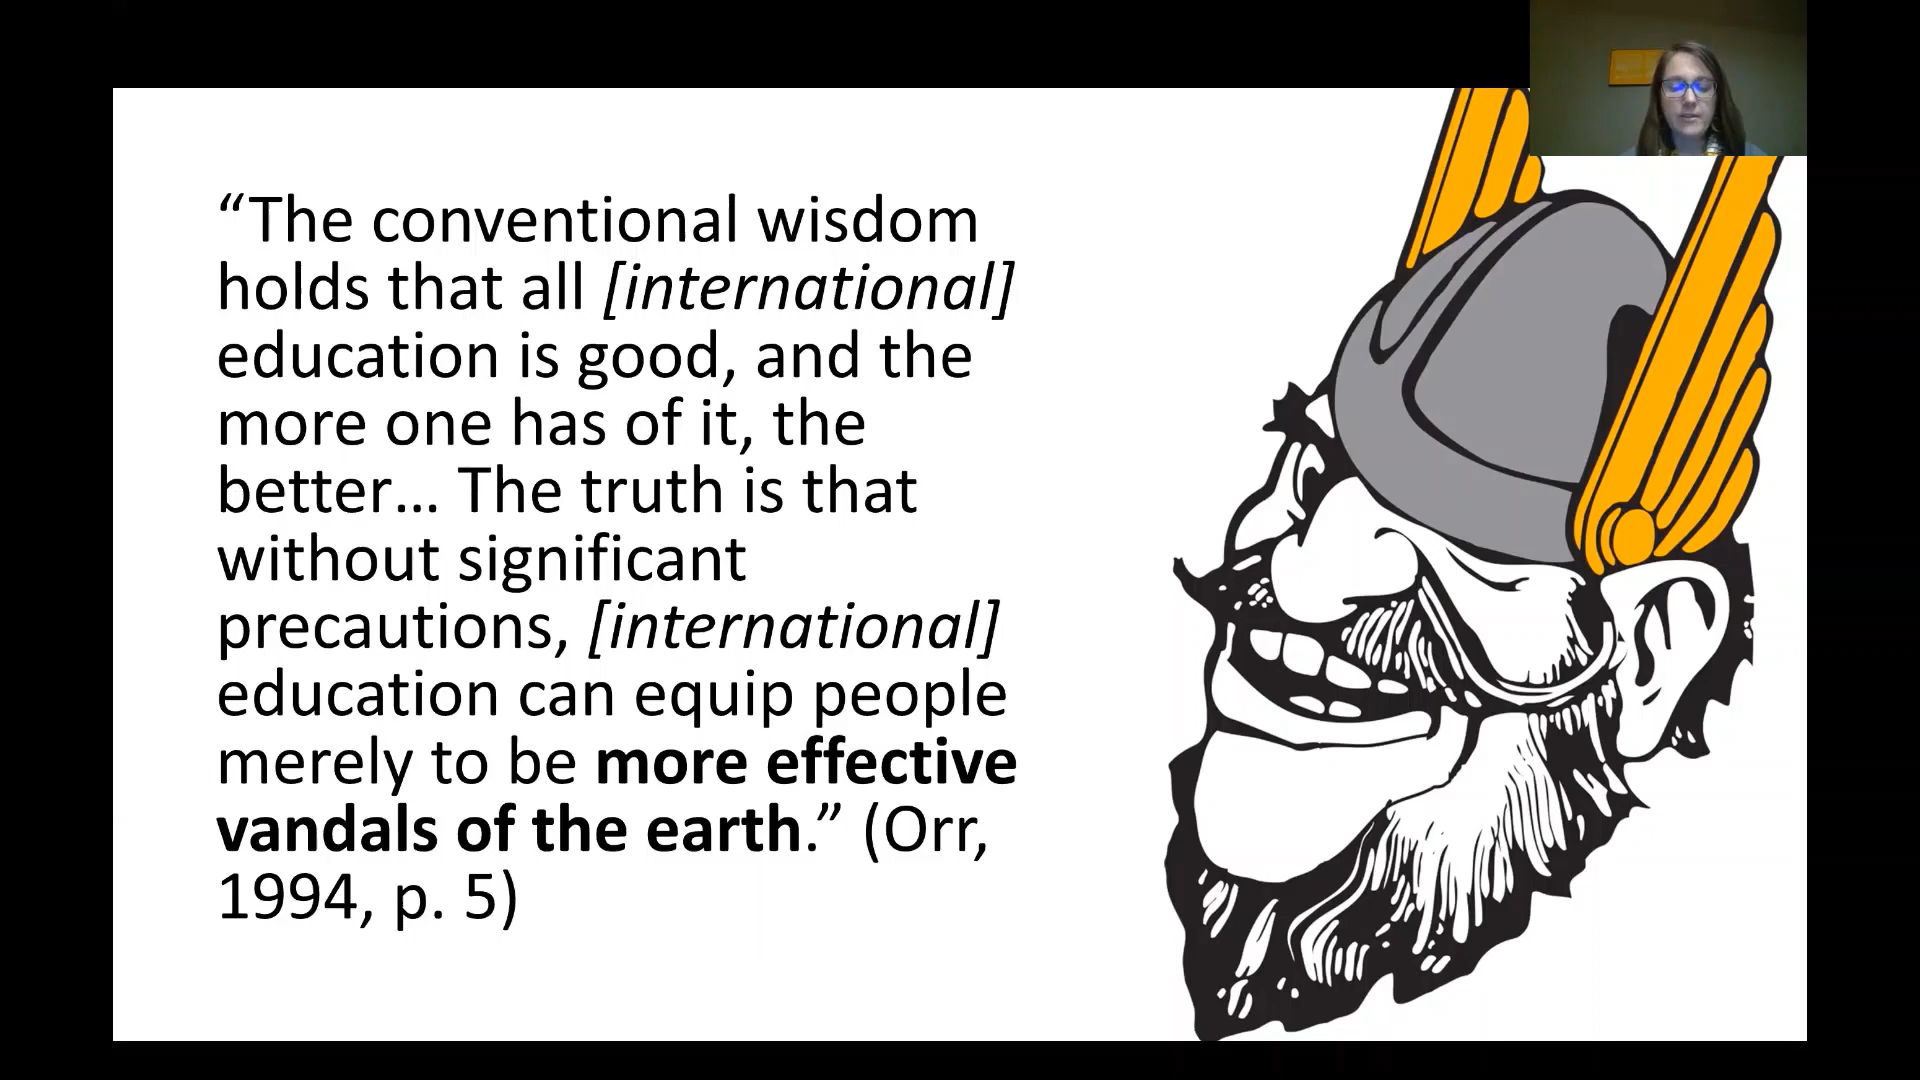 “The conventional wisdom
holds that all [international]
education is good, and the
more one has of it, the
better… The truth is that
without significant
precautions, [international]
education can equip people
merely to be more effective
vandals of the earth.” (Orr,
1994, p. 5)